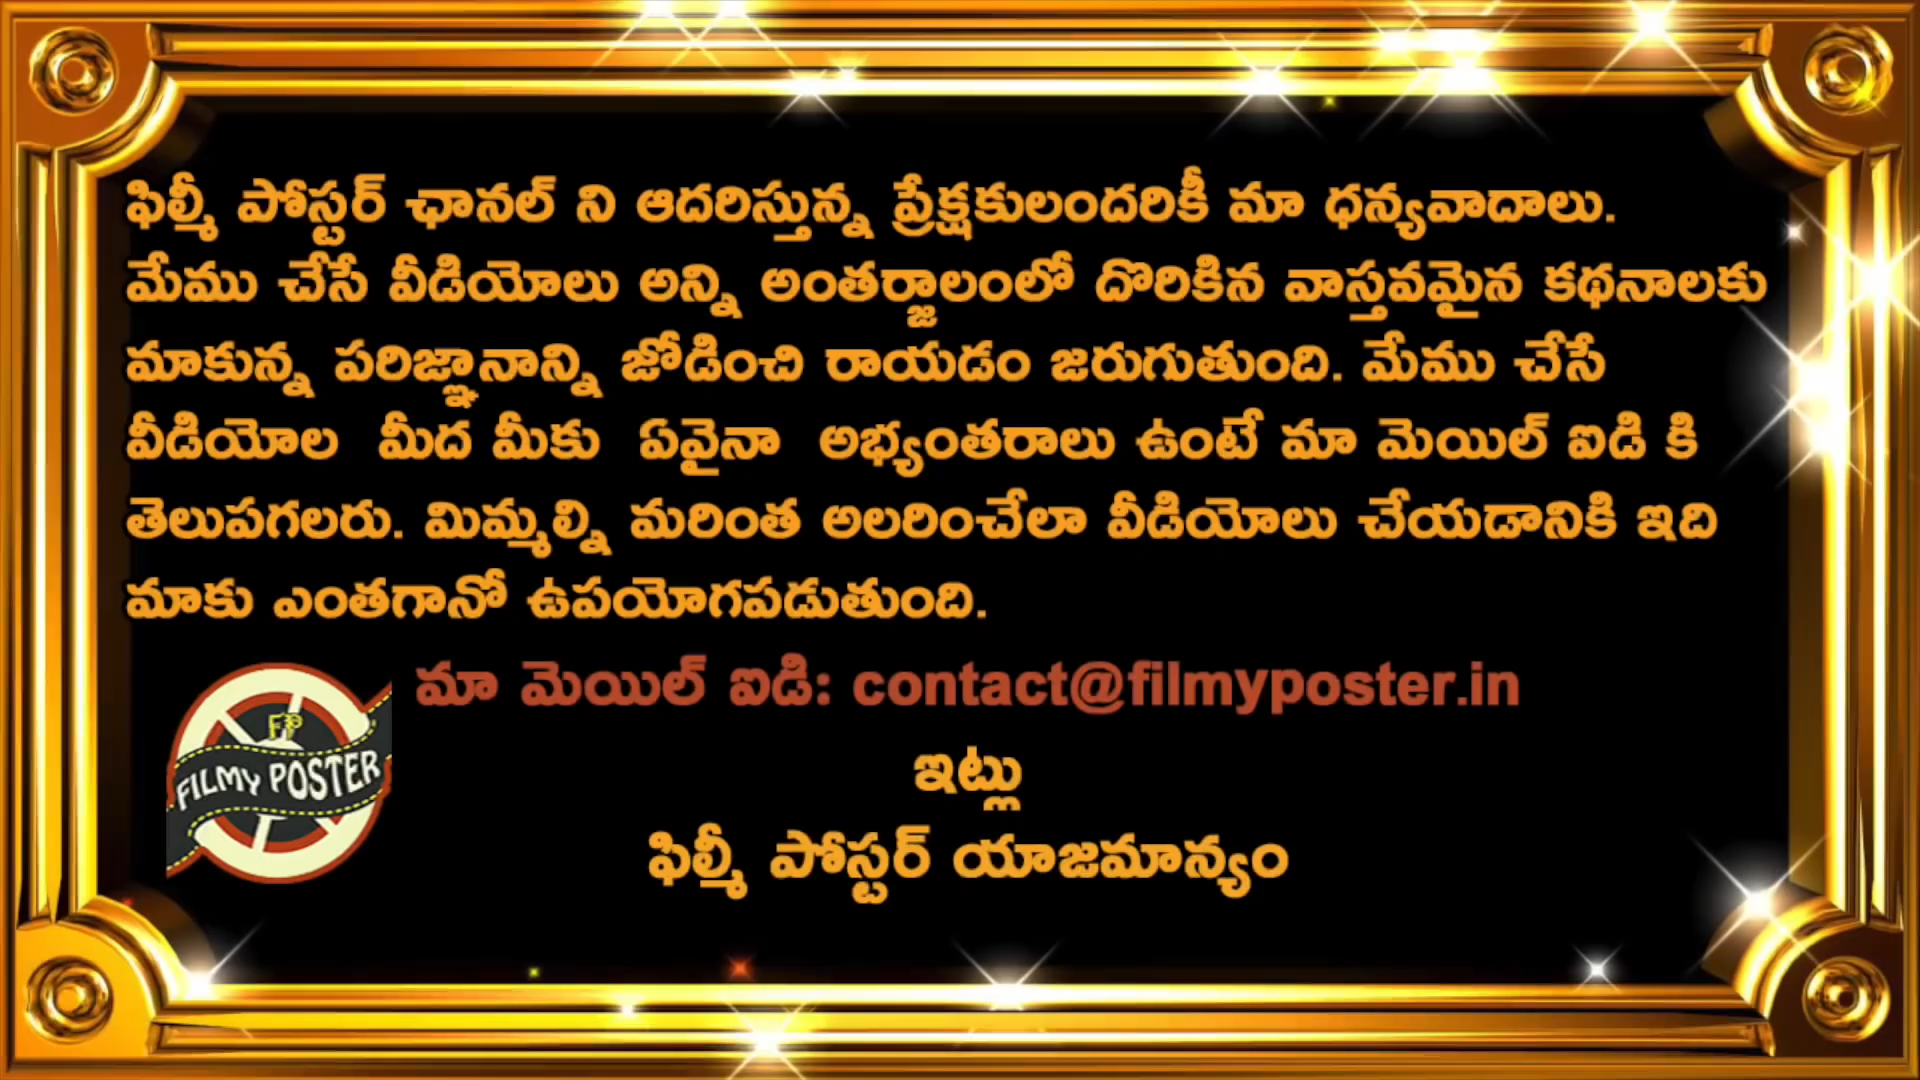 ఫిల్మీ పోస్టర్ ఛానల్ ని ఆదరిస్తున్న ప్రేక్షకులందరికీ మా ధన్యవాదాలు.
మేము చేసే వీడియోలు అన్ని అంతర్జాలంలో దొరికిన వాస్తవమైన కథనాలకు
మాకున్న పరిజ్ఞానాన్ని జోడించి రాయడం జరుగుతుంది. మేము చేసే
వీడియోల మీద మీకు ఏవైనా అభ్యంతరాలు ఉంటే మా మెయిల్ ఐడి కి
తెలుపగలరు. మిమ్మల్ని మరింత అలరించేలా వీడియోలు చేయడానికి ఇది
మాకు ఎంతగానో ఉపయోగపడుతుంది.
మా మెయిల్ ఐడి: contact@filmyposter.in
FP
FILMY POSTER
ఇట్లు
ఫిల్మీ పోస్టర్ యాజమాన్యం